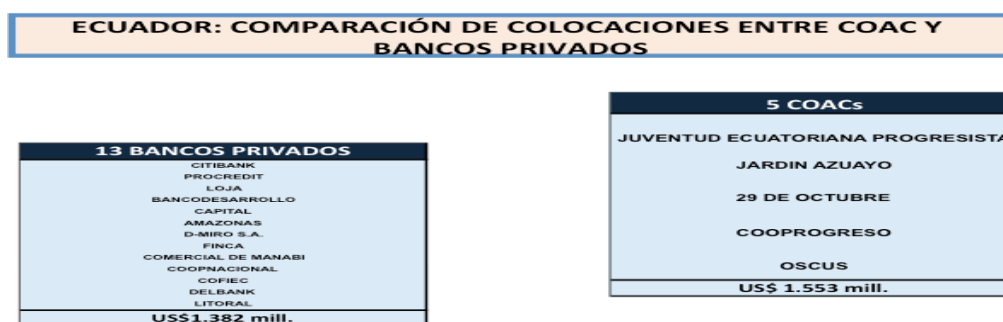 ECUADOR: COMPARACIÓN DE COLOCACIONES ENTRE COAC Y
BANCOS PRIVADOS
13 BANCOS PRIVADOS
CITIBANK
PROCREDIT
LOJA
BANCODESARROLLO
CAPITAL
AMAZONAS
D-MIRO S.A.
FINCA
COMERCIAL DE MANABI
COOPNACIONAL
COFIEC
DELBANK
LITORAL
US$1.382 mill.
5 COACs
JUVENTUD ECUATORIANA PROGRESISTA
JARDIN AZUAYO
29 DE OCTUBRE
COOPROGRESO
OSCUS
US$ 1.553 mill.